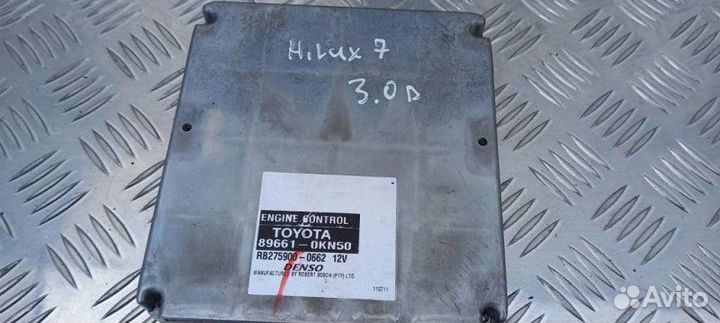 Hilux 7
3.0D
ENGINE CONTROL
TOYOTA
89661-0KN50
RB275900-0662 12V
DENSO
MANUFACTURED BY ROBERT BOSCH (PTY) LTD.
110711
Avito